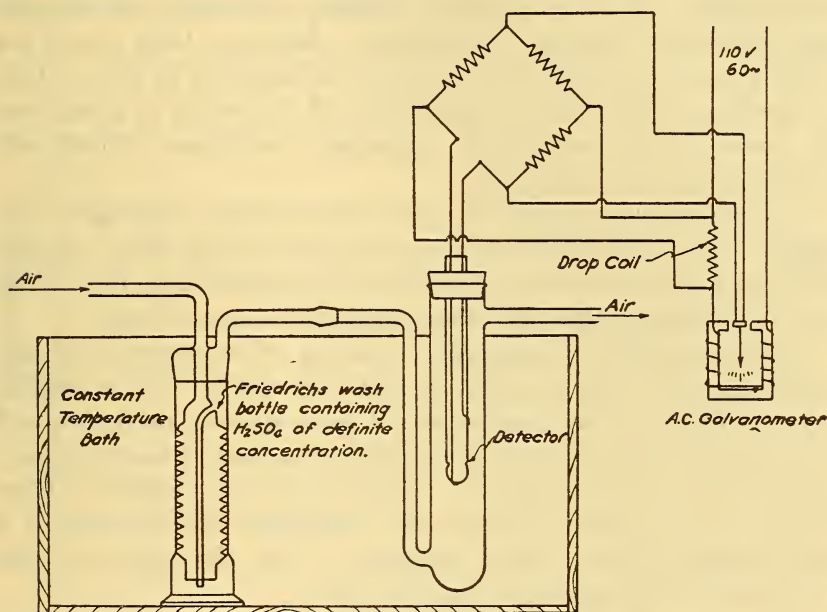 110 V
60~
Drop Coil
Air
Air
Constant
Temperature
Bath
Friedrichs wash
bottle containing
H₂SO₄ of definite
concentration.
Detector
A.C. Galvanometer